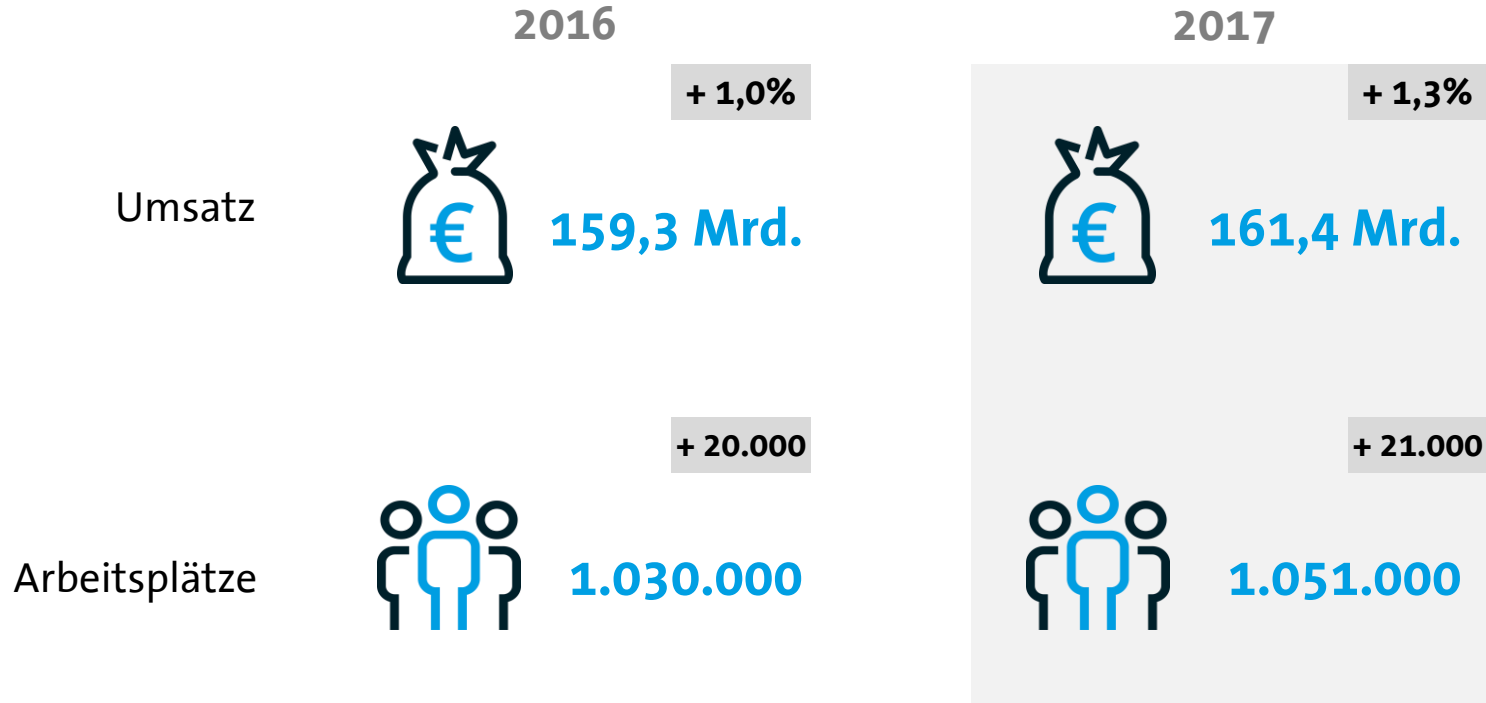 2016
2017
+ 1,0%
+ 1,3%
Umsatz
€
159,3 Mrd.
€
161,4 Mrd.
+ 20.000
+ 21.000
Arbeitsplätze
1.030.000
1.051.000